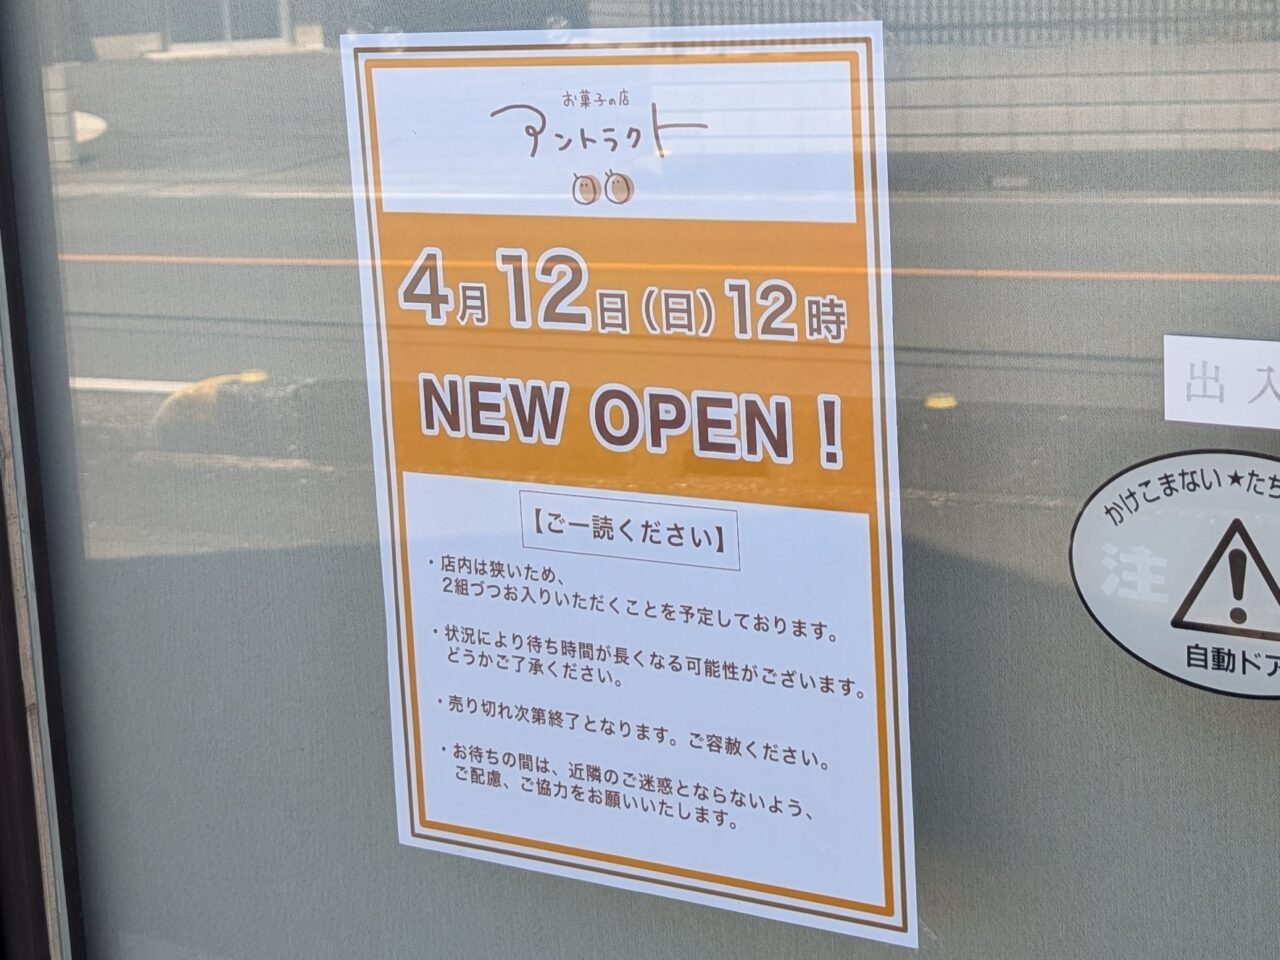 お菓子の店
アントラクト
4月12日(日)12時
NEW OPEN!
【ご一読ください】
・店内は狭いため、
2組づつお入りいただくことを予定しております。
・状況により待ち時間が長くなる可能性がございます。
どうかご了承ください。
・売り切れ次第終了となります。ご容赦ください。
・お待ちの間は、近隣のご迷惑とならないよう、
ご配慮、ご協力をお願いいたします。
出入
かけこまない★たち
注
自動ドア